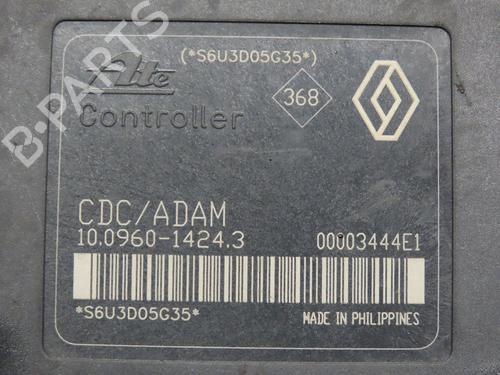 (*S6U3D05G35*)
Ate
368
Controller
CDC/ADAM
10.0960-1424.3 00003444E1
*S6U3D05G35*
MADE IN PHILIPPINES
B-PARTS